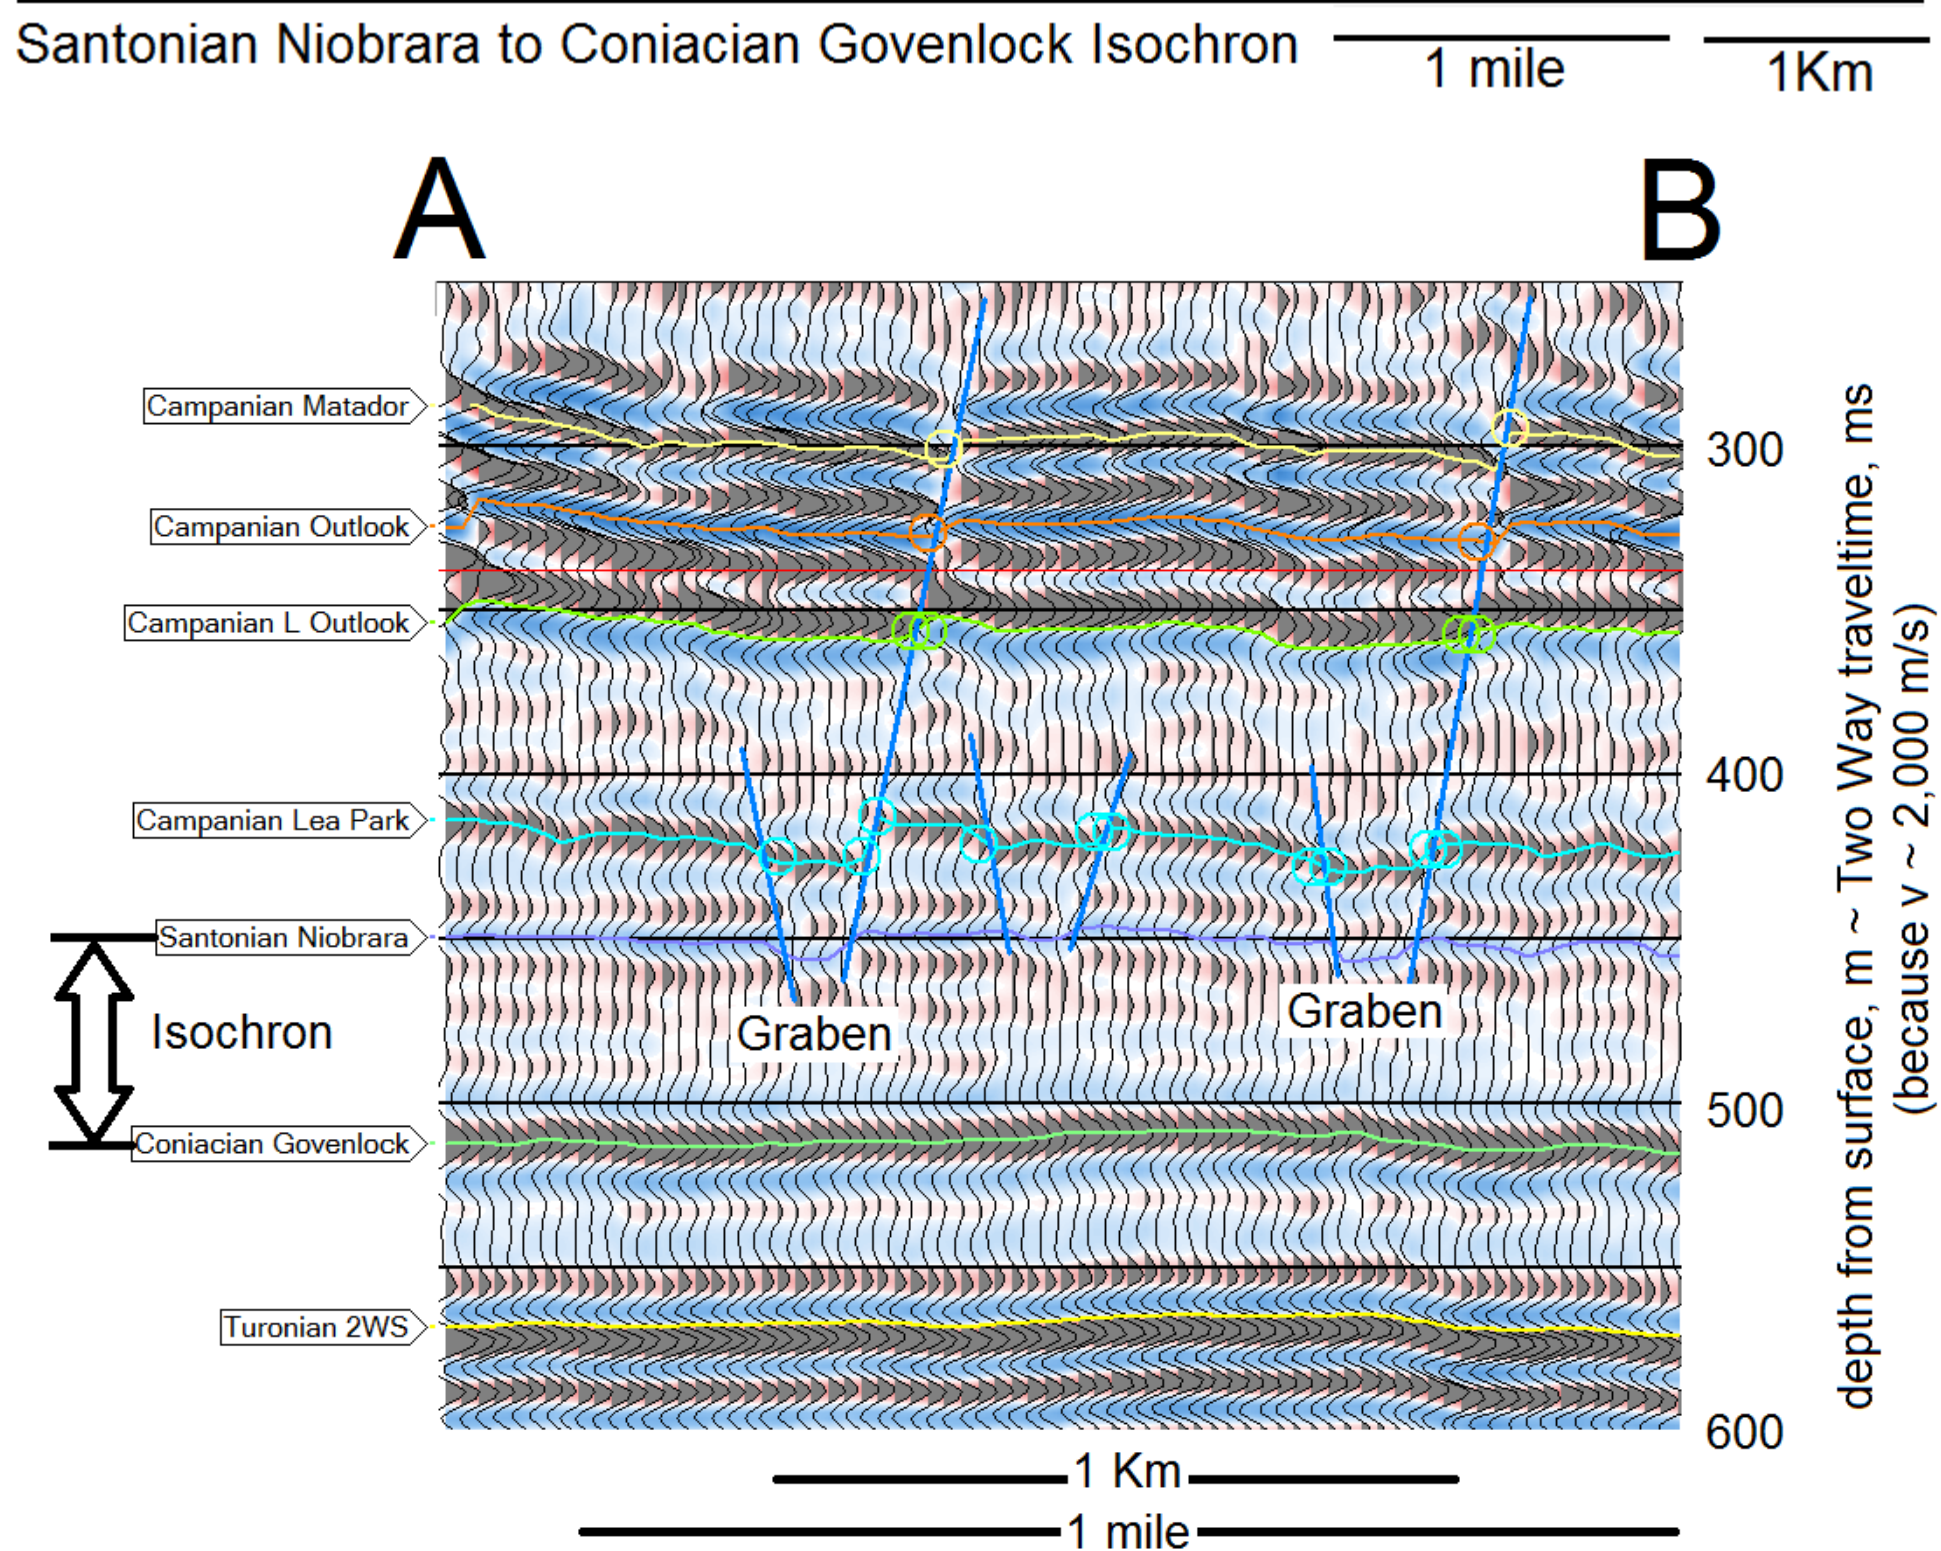 Santonian Niobrara to Coniacian Govenlock Isochron
1 mile
1Km
A
B
Campanian Matador
300
Campanian Outlook
Campanian L Outlook
400
Campanian Lea Park
Santonian Niobrara
Isochron
Graben
Graben
500
Coniacian Govenlock
Turonian 2WS
600
depth from surface, m ~ Two Way traveltime, ms
(because v ~ 2,000 m/s)
1 Km
1 mile